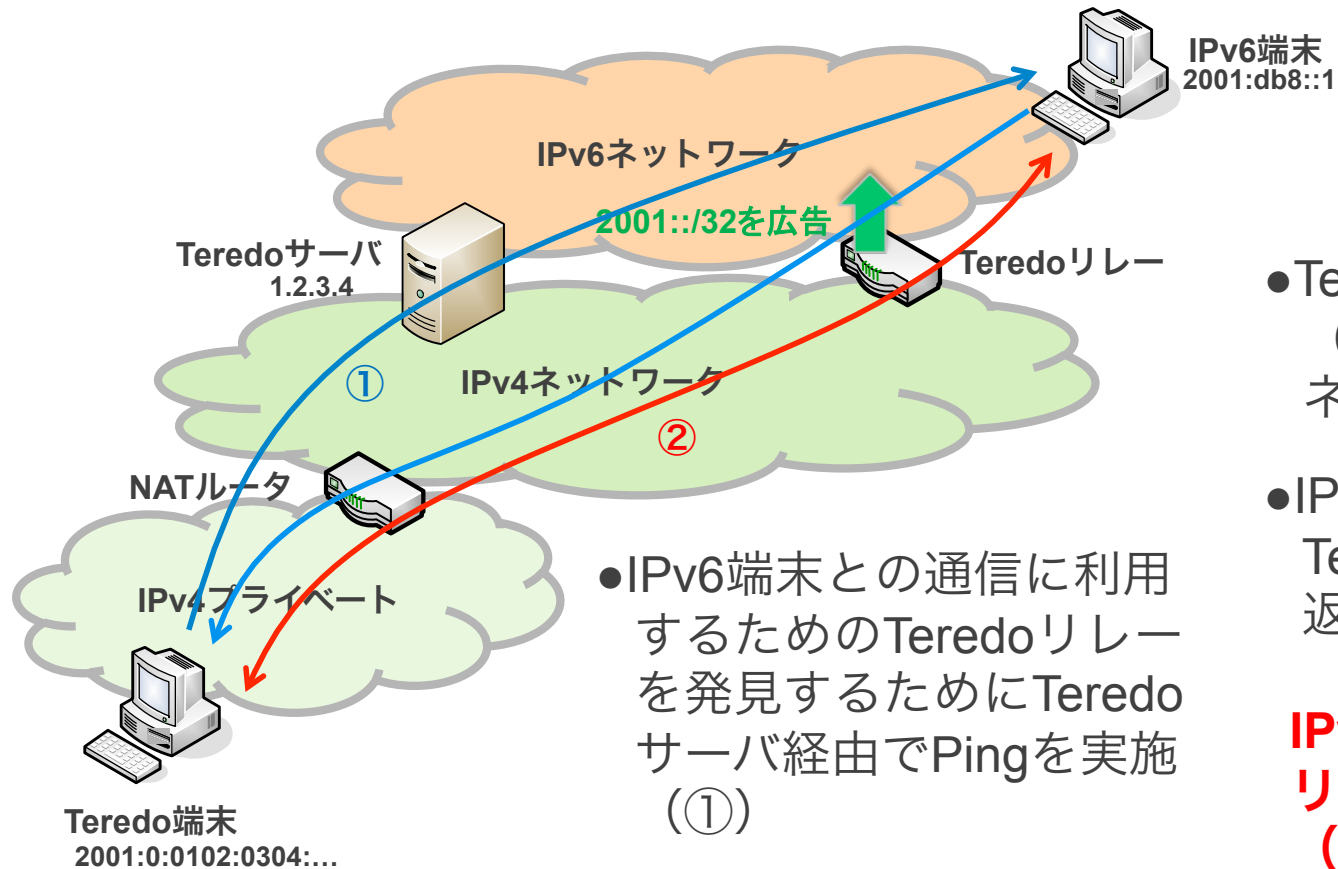 IPv6端末
2001:db8::1
IPv6ネットワーク
2001::/32を広告
Teredoサーバ
1.2.3.4
Teredoリレー
①
IPv4ネットワーク
②
NATルータ
IPv4プライベート
Teredo端末
2001:0:0102:0304:…
●IPv6端末との通信に利用
するためのTeredoリレー
を発見するためにTeredo
サーバ経由でPingを実施
（①）
●Te
（
ネ
●IP
Te
返
IP
リ
（